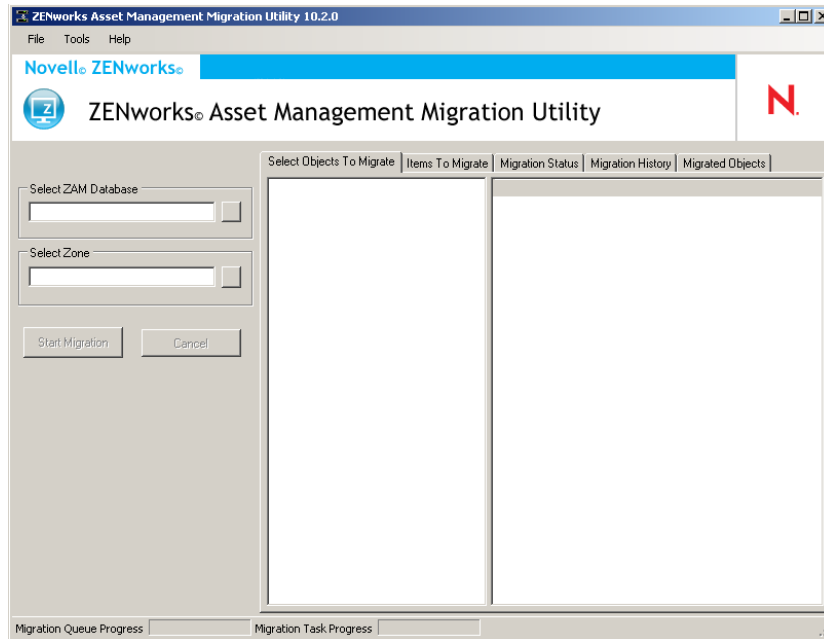 ZENworks Asset Management Migration Utility 10.2.0
File Tools Help
Novell© ZENworks©
ZENworks© Asset Management Migration Utility
N.
Select Objects To Migrate Items To Migrate Migration Status Migration History Migrated Objects
Select ZAM Database
Select Zone
Start Migration Cancel
Migration Queue Progress Migration Task Progress